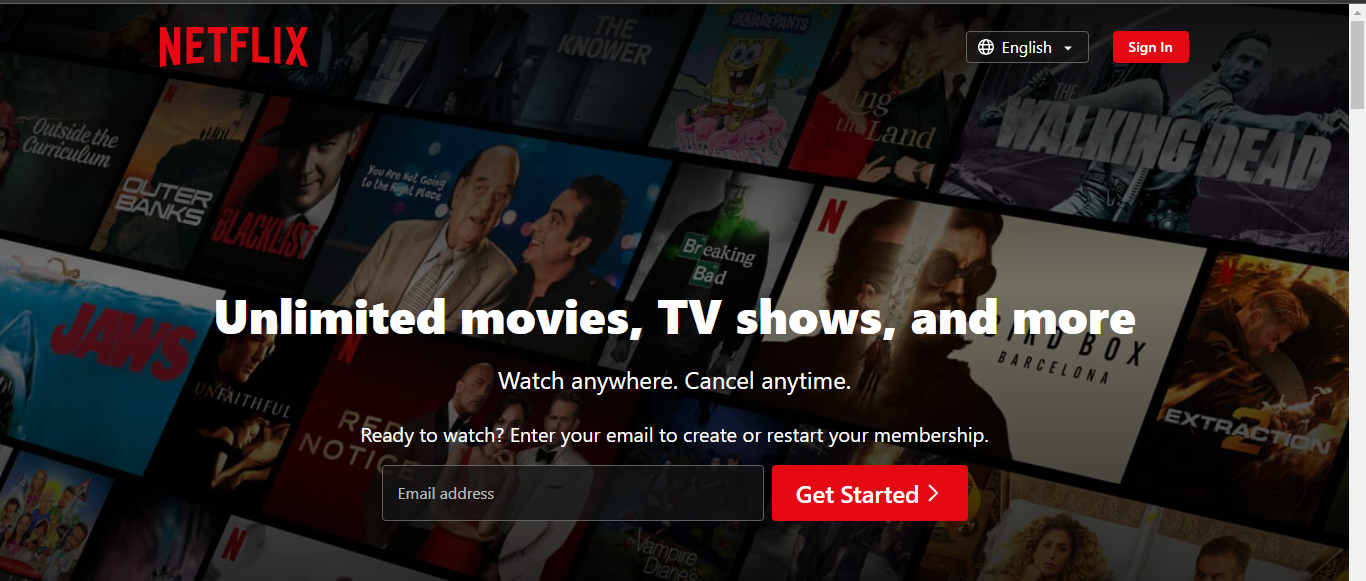 NETFLIX
English
Sign In
THE
KNOWER
SQUAREPANTS
ing
the Land
THE
WALKING DEAD
Outside the
Curriculum
N
OUTER
BANKS
BLACKLIST
You Are Not Going
to the Right Place
Breaking
Bad
N
BIRD BOX
BARCELONA
N
EXTRACTION
2
JAWS
UNFAITHFUL
N
RED
NOTICE
Unlimited movies, TV shows, and more
Watch anywhere. Cancel anytime.
Ready to watch? Enter your email to create or restart your membership.
Email address
Get Started
N
Vampire
Diaries